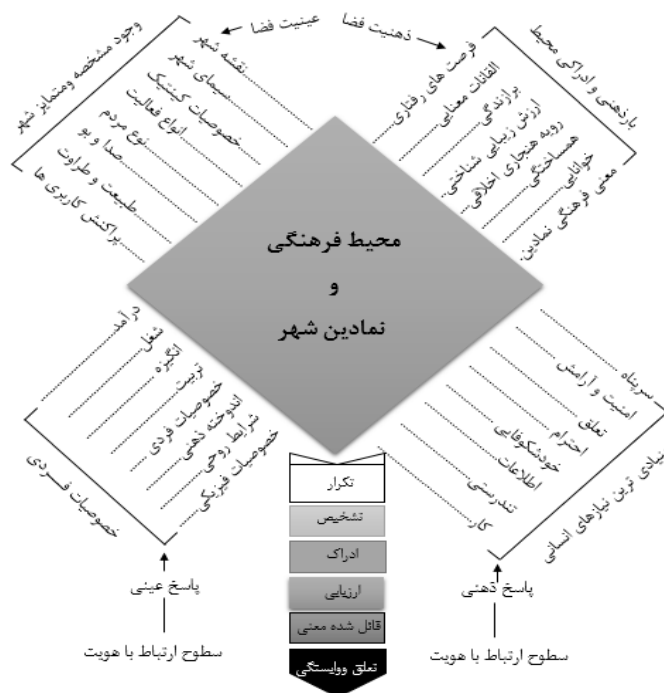 ذهنیت فضا
عینیت فضا
بارذهنی و ادراکی محیط
فرصت های رفتاری
القائات معنایی
برازندگی
ارزش زیبایی شناختی
رویه هنجاری اخلاقی
همساختگی
خوانایی
معنی فرهنگی نمادین
وجود مشخصه ومتمایز شهر
نقشه شهر
سیمای شهر
خصوصیات کینتیک
انواع فعالیت
نوع مردم
صدا و بو
طبیعت و طراوت
پراکنش کاربری ها
محیط فرهنگی
و
نمادین شهر
سرپناه
امنیت و آرامش
تعلق
احترام
خودشکوفایی
اطلاعات
تندرستی
کار
بنیادی ترین نیازهای انسانی
درآمد
شغل
انگیزه
تربیت
خصوصیات فردی
اندوخته ذهنی
شرایط روحی
خصوصیات فیزیکی
خصوصیات فردی
تکرار
تشخیص
ادراک
ارزیابی
قائل شده معنی
تعلق ووابستگی
پاسخ ذهنی
سطوح ارتباط با هویت
پاسخ عینی
سطوح ارتباط با هویت